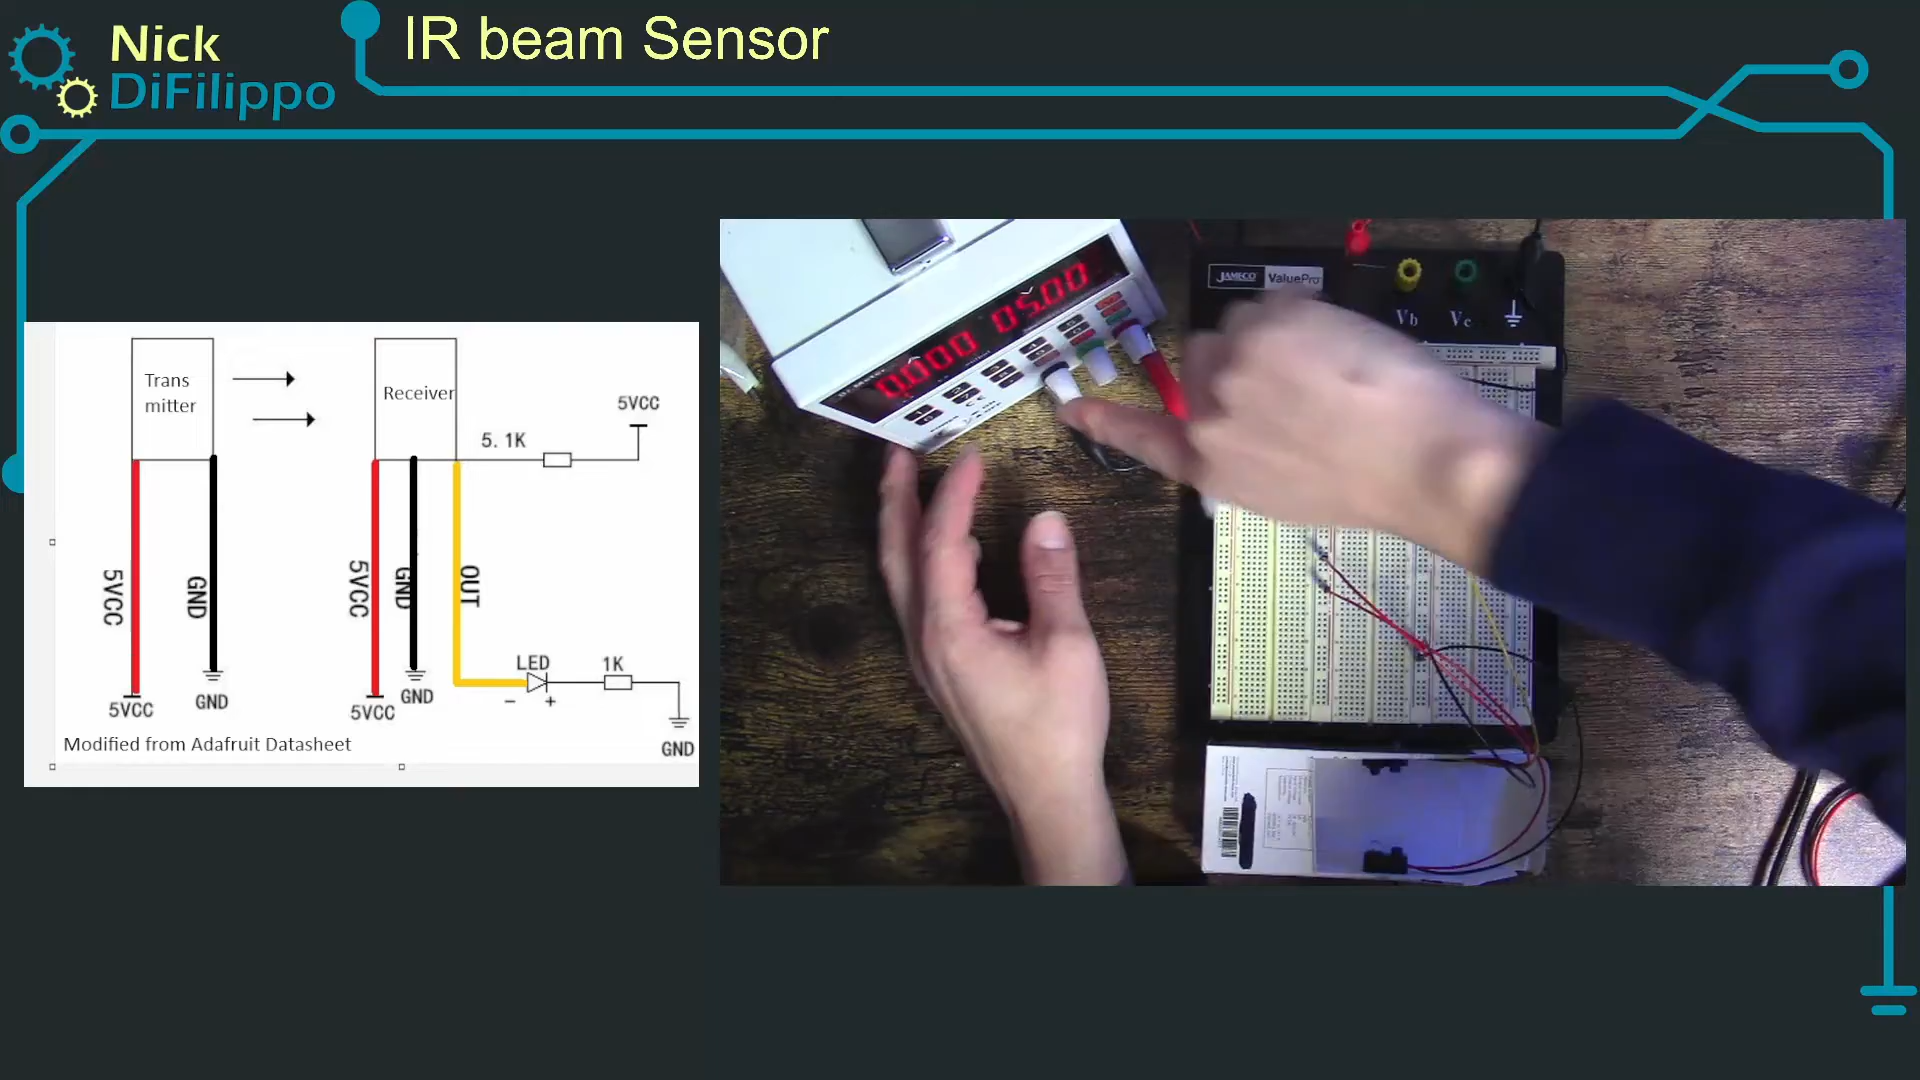 Nick
DiFilippo
IR beam Sensor
Trans
mitter
Receiver
5VCC
5.1K
5VCC
GND
5VCC
GND
OUT
LED
1K
- +
5VCC
GND
5VCC
GND
GND
Modified from Adafruit Datasheet
0.000 05.00
JAMECO ValuePro
Vb Vc